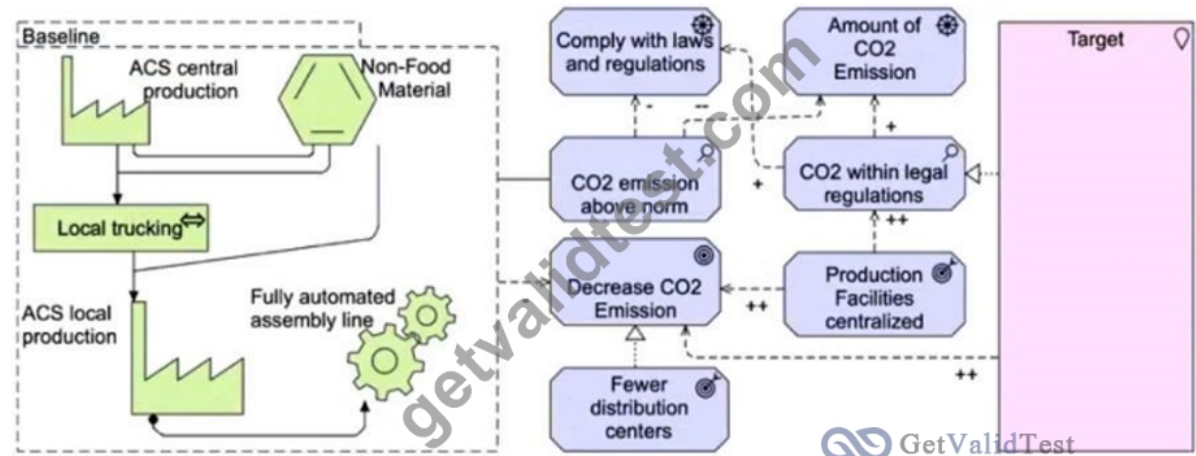 Baseline
ACS central
production
Non-Food
Material
Local trucking
ACS local
production
Fully automated
assembly line
Comply with laws
and regulations
Amount of
CO2
Emission
Target
-
--
+
CO2 emission
above norm
+
CO2 within legal
regulations
++
-
Decrease CO2
Emission
++
Production
Facilities
centralized
++
Fewer
distribution
centers
getvalidtest.com
GetValidTest